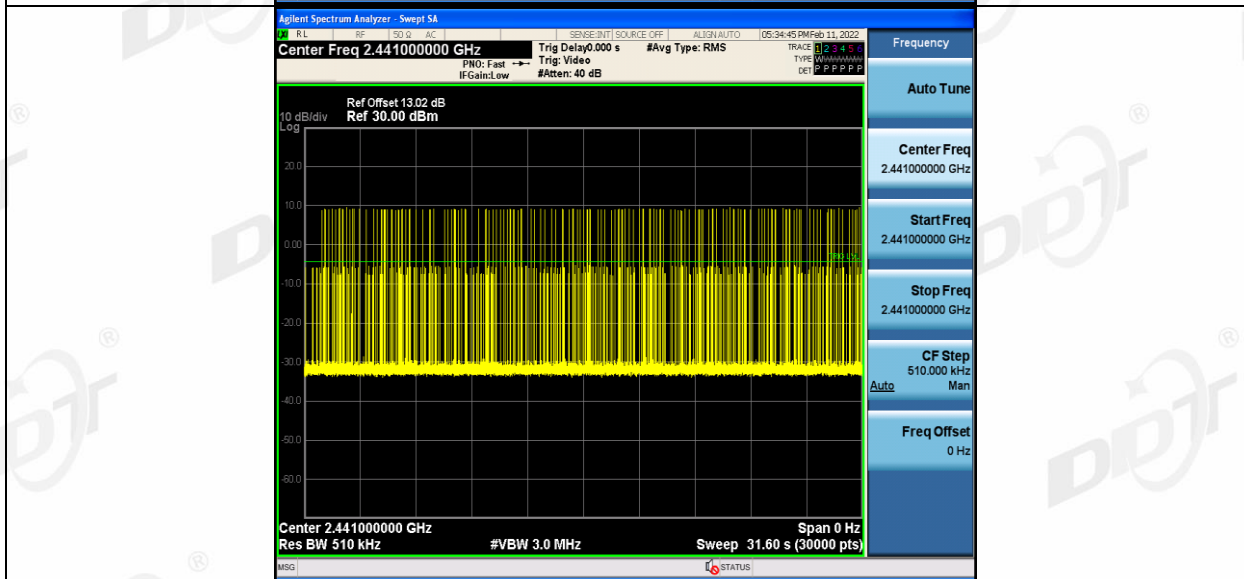 Agilent Spectrum Analyzer - Swept SA
RL RF 50 Ω AC SENSE:INT SOURCE OFF ALIGN AUTO 05:34:45 PM Feb 11, 2022
Center Freq 2.441000000 GHz
PNO: Fast
IFGain:Low
Trig Delay0.000 s
Trig: Video
#Atten: 40 dB
#Avg Type: RMS
TRACE 1 2 3 4 5 6
TYPE W
DET P P P P P P
Ref Offset 13.02 dB
10 dB/div Ref 30.00 dBm
Log
20.0
10.0
0.00
-10.0
-20.0
-30.0
-40.0
-50.0
-60.0
Center 2.441000000 GHz Span 0 Hz
Res BW 510 kHz #VBW 3.0 MHz Sweep 31.60 s (30000 pts)
MSG STATUS
Frequency
Auto Tune
Center Freq
2.441000000 GHz
Start Freq
2.441000000 GHz
Stop Freq
2.441000000 GHz
CF Step
510.000 kHz
Auto Man
Freq Offset
0 Hz
DDT
®